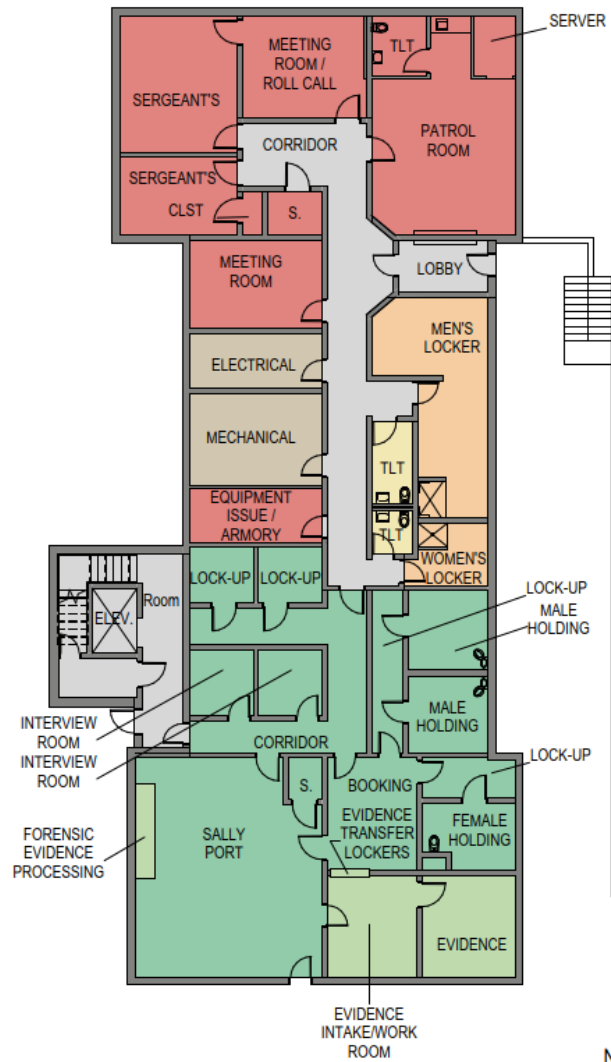 SERVER
MEETING
ROOM /
ROLL CALL
TLT
SERGEANT'S
PATROL
ROOM
CORRIDOR
SERGEANT'S
CLST
S.
MEETING
ROOM
LOBBY
MEN'S
LOCKER
ELECTRICAL
MECHANICAL
TLT
EQUIPMENT
ISSUE /
ARMORY
TLT
WOMEN'S
LOCKER
LOCK-UP
LOCK-UP
LOCK-UP
Room
ELEV.
MALE
HOLDING
MALE
HOLDING
INTERVIEW
ROOM
INTERVIEW
ROOM
CORRIDOR
LOCK-UP
S.
BOOKING
EVIDENCE
TRANSFER
LOCKERS
FEMALE
HOLDING
SALLY
PORT
FORENSIC
EVIDENCE
PROCESSING
EVIDENCE
EVIDENCE
INTAKE/WORK
ROOM
N